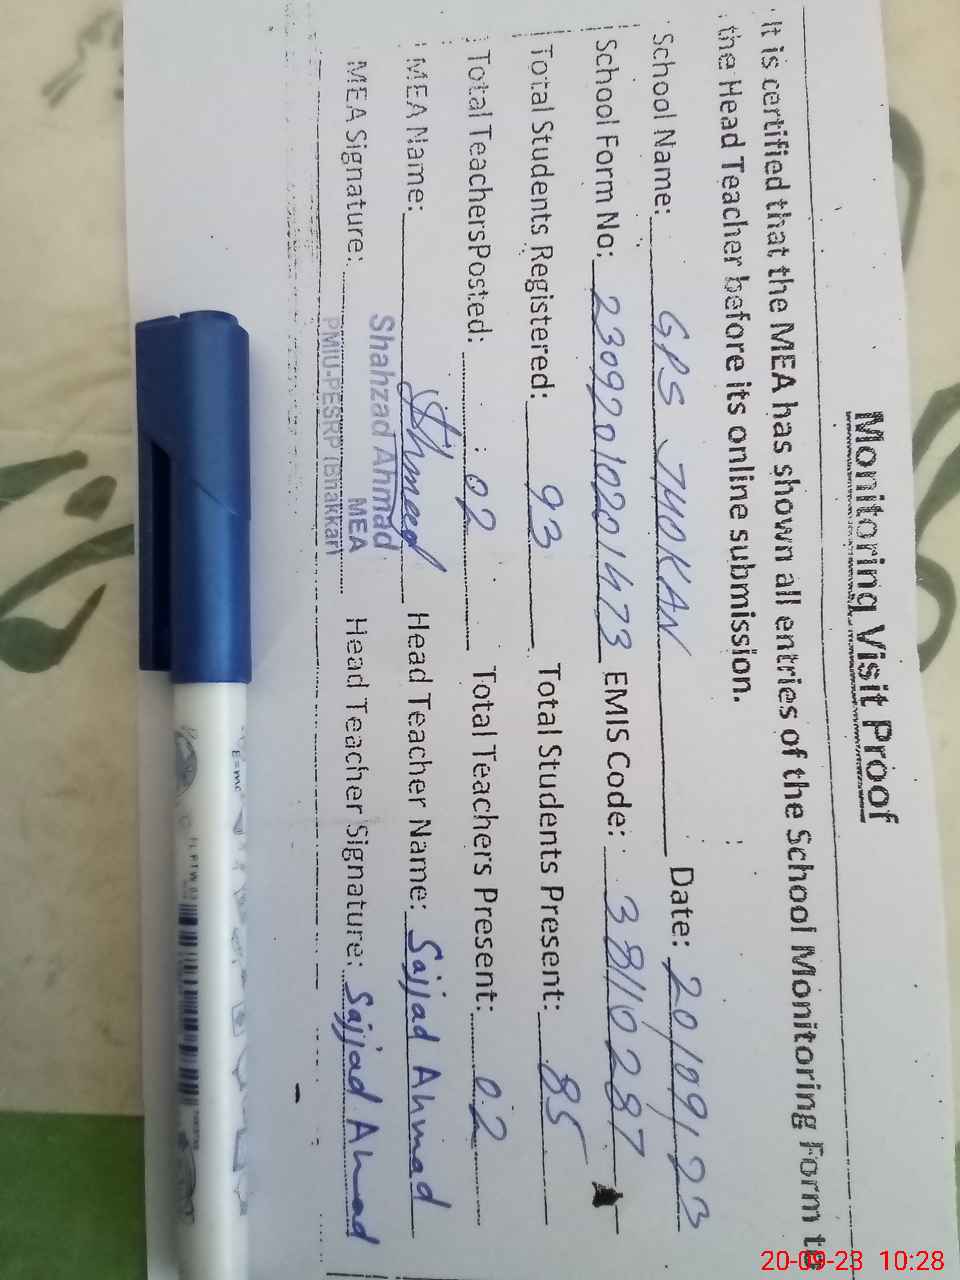 Monitoring Visit Proof
It is certified that the MEA has shown all entries of the School Monitoring Form to
the Head Teacher before its online submission.
School Name: GPS JHOKAN Date: 20/09/23
School Form No: 23092010201473 EMIS Code: 38110287
Total Students Registered: 93 Total Students Present: 85
Total TeachersPosted: 02 Total Teachers Present: 02
MEA Name: Ahmed Head Teacher Name: Sajjad Ahmad
Shahzad Ahmad
MEA Signature: MEA Head Teacher Signature: Sajjad Ahmad
PMIU-PESRP (Bhakkar)
E=mc
20-09-23 10:28